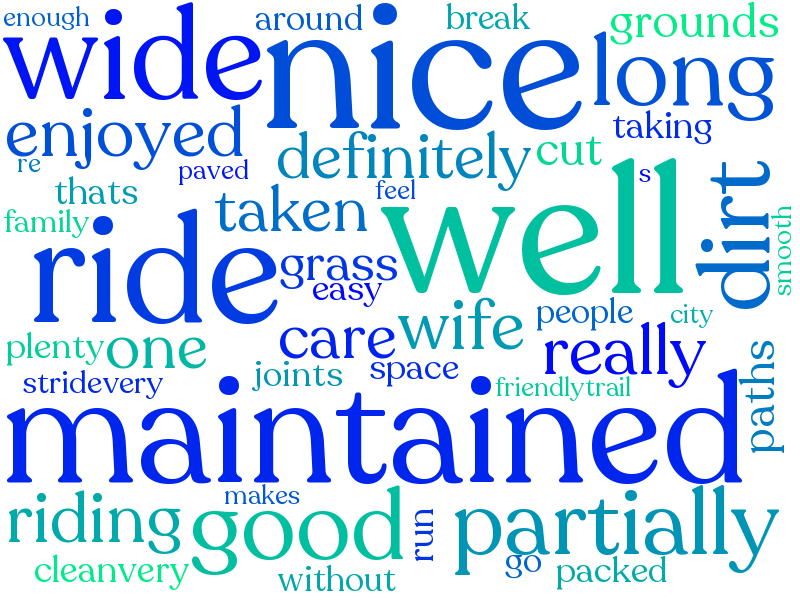 enough
wide
nice
around
break
grounds
long
enjoyed
definitely
cut
taking
re
paved
thats
feel
s
family
taken
well
dirt
smooth
ride
grass
easy
care
wife
people
city
plenty
one
joints
space
really
stridevery
friendlytrail
paths
maintained
riding
makes
good
run
partially
cleanvery
without
go
packed